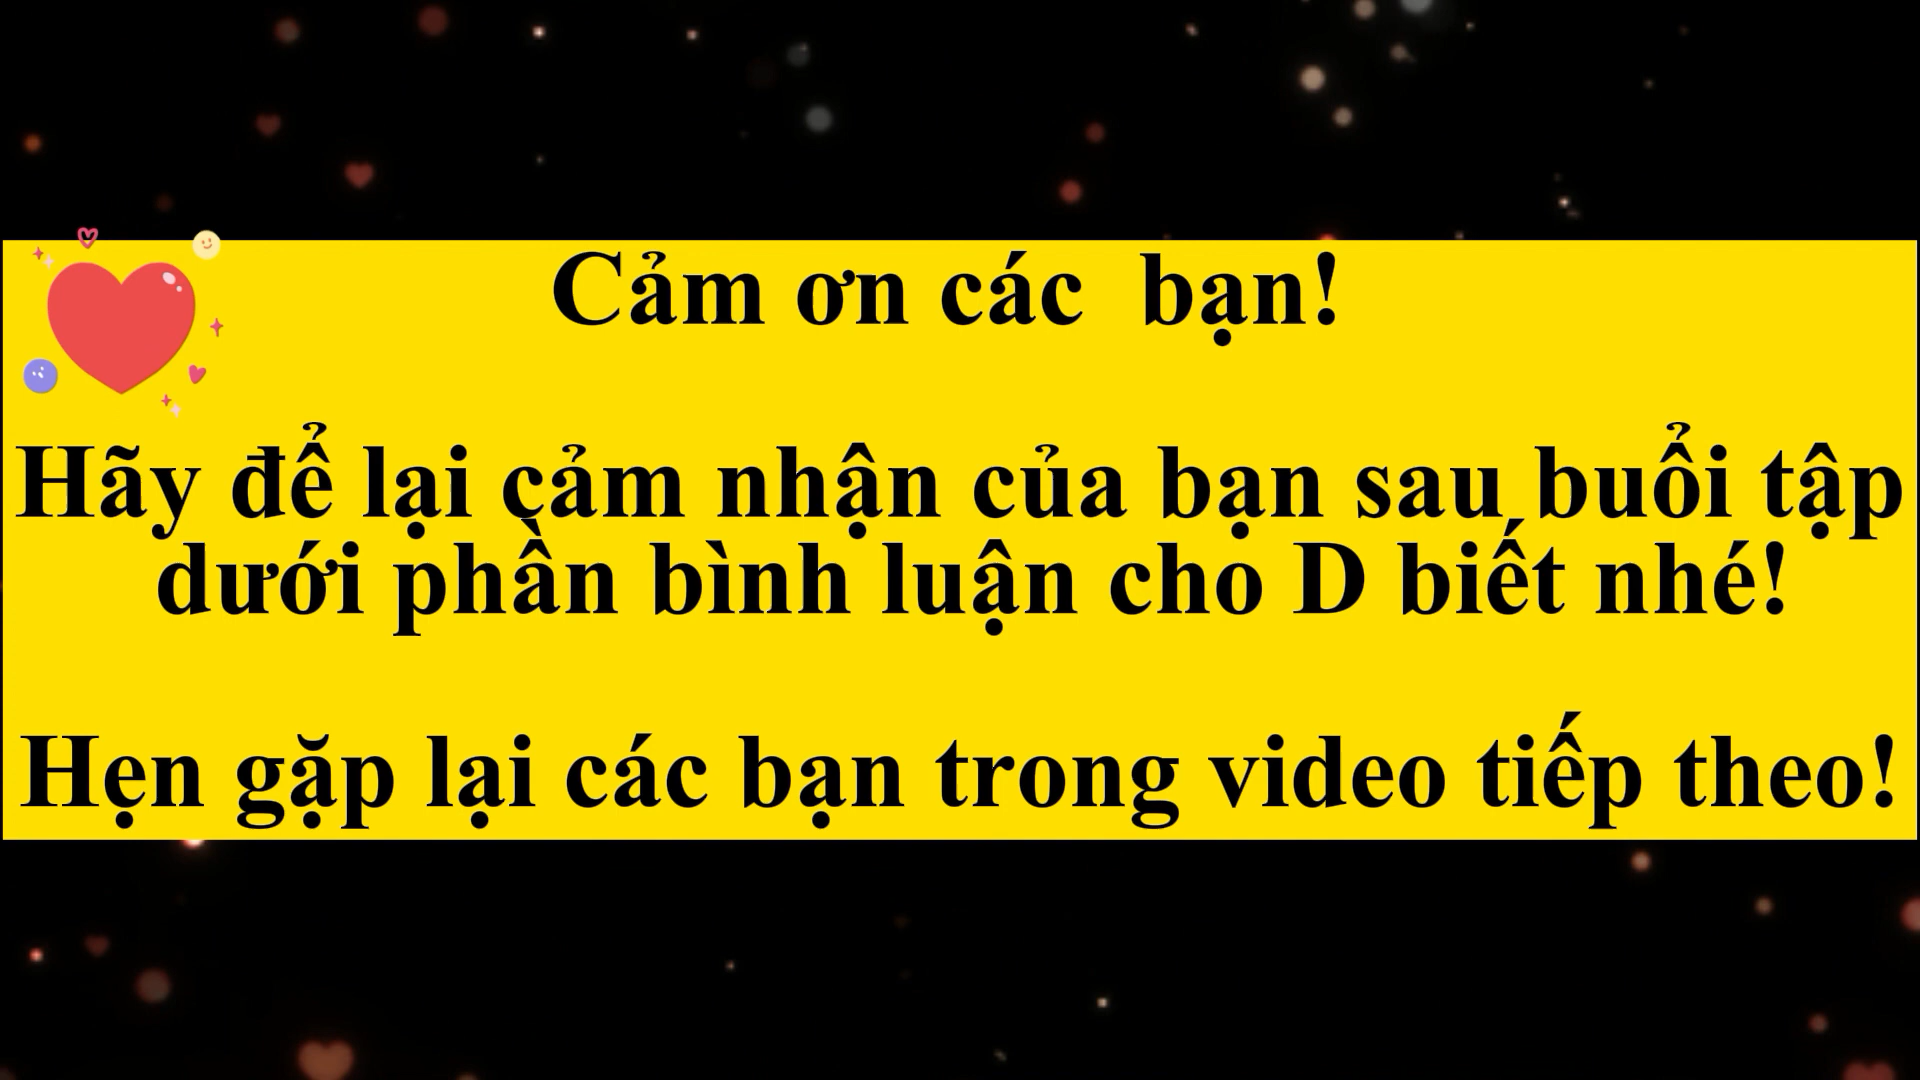 Cảm ơn các bạn!
Hãy để lại cảm nhận của bạn sau buổi tập
dưới phần bình luận cho D biết nhé!
Hẹn gặp lại các bạn trong video tiếp theo!